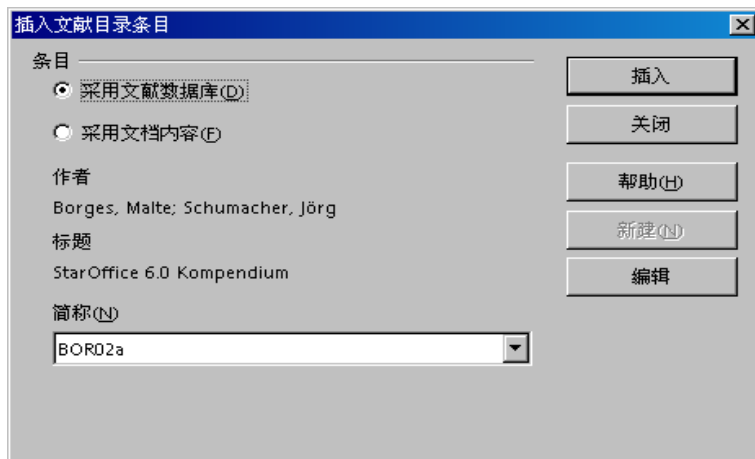 插入文献目录条目
条目
采用文献数据库(D)
采用文档内容(F)
作者
Borges, Malte; Schumacher, Jörg
标题
StarOffice 6.0 Kompendium
简称(N)
BOR02a
插入
关闭
帮助(H)
新建(N)
编辑